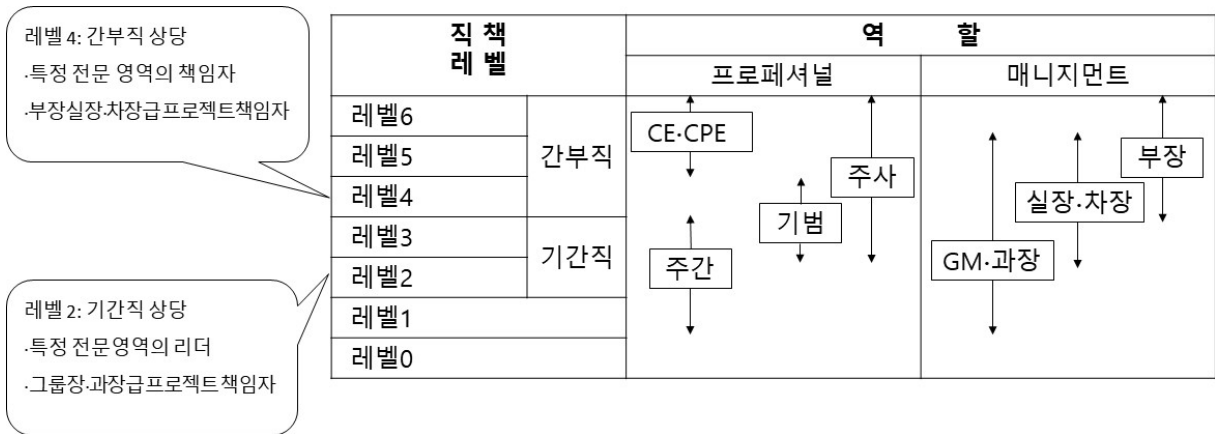 레벨 4: 간부직 상당
·특정 전문 영역의 책임자
·부장실장·차장급 프로젝트책임자
레벨 2: 기간직 상당
·특정 전문영역의 리더
·그룹장·과장급 프로젝트 책임자
직 책
레 벨
역 할
프로페셔널
매니지먼트
레벨6
레벨5
레벨4
레벨3
레벨2
레벨1
레벨0
간부직
기간직
CE·CPE
주간
기범
주사
GM·과장
실장·차장
부장